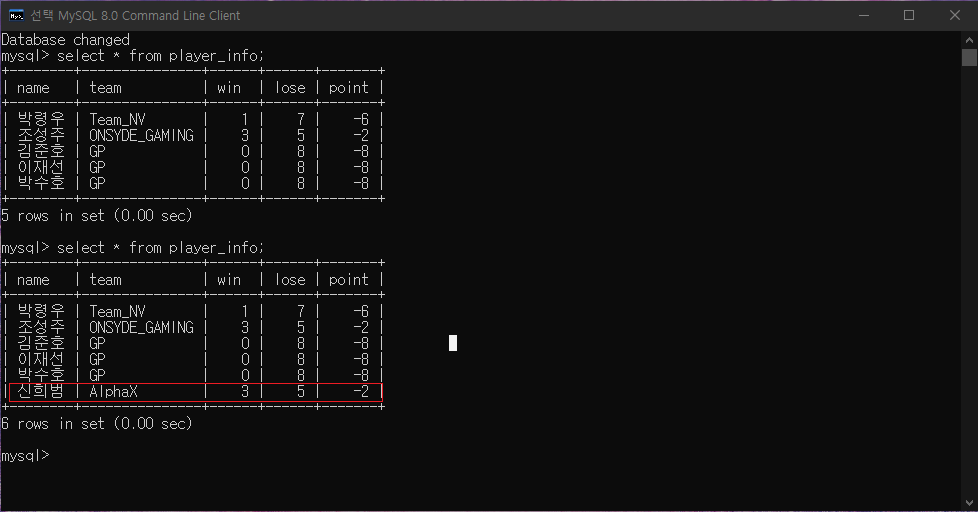 선택 MySQL 8.0 Command Line Client
Database changed
mysql> select * from player_info;
+--------+---------------+------+------+-------+
| name   | team          | win  | lose | point |
+--------+---------------+------+------+-------+
| 박령우 | Team_NV       |    1 |    7 |    -6 |
| 조성주 | ONSYDE_GAMING |    3 |    5 |    -2 |
| 김준호 | GP            |    0 |    8 |    -8 |
| 이재선 | GP            |    0 |    8 |    -8 |
| 박수호 | GP            |    0 |    8 |    -8 |
+--------+---------------+------+------+-------+
5 rows in set (0.00 sec)
mysql> select * from player_info;
+--------+---------------+------+------+-------+
| name   | team          | win  | lose | point |
+--------+---------------+------+------+-------+
| 박령우 | Team_NV       |    1 |    7 |    -6 |
| 조성주 | ONSYDE_GAMING |    3 |    5 |    -2 |
| 김준호 | GP            |    0 |    8 |    -8 |
| 이재선 | GP            |    0 |    8 |    -8 |
| 박수호 | GP            |    0 |    8 |    -8 |
| 신희범 | AlphaX        |    3 |    5 |    -2 |
+--------+---------------+------+------+-------+
6 rows in set (0.00 sec)
mysql>